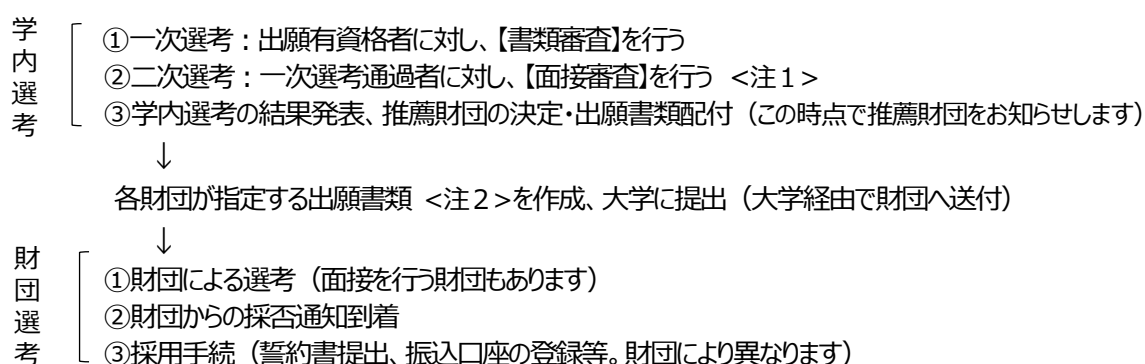 学内選考
①一次選考：出願有資格者に対し、【書類審査】を行う
②二次選考：一次選考通過者に対し、【面接審査】を行う <注１>
③学内選考の結果発表、推薦財団の決定・出願書類配付（この時点で推薦財団をお知らせします）
↓
各財団が指定する出願書類 <注２>を作成、大学に提出（大学経由で財団へ送付）
↓
財団選考
①財団による選考（面接を行う財団もあります）
②財団からの採否通知到着
③採用手続（誓約書提出、振込口座の登録等。財団により異なります）